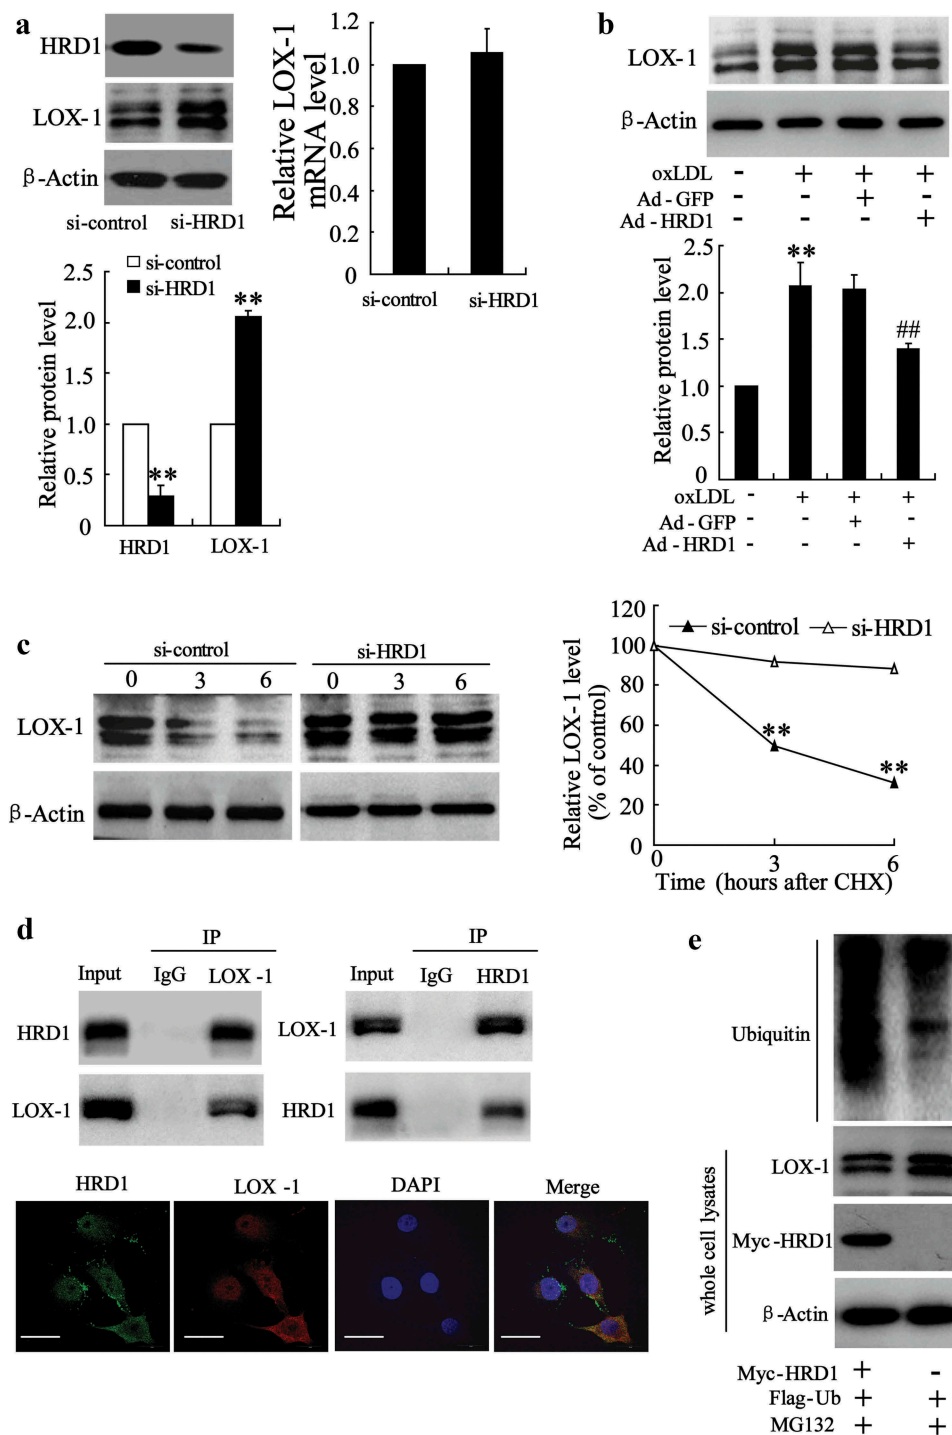 a
HRD1
LOX-1
β-Actin
si-control si-HRD1
Relative LOX-1
mRNA level
1.2
1.0
0.8
0.6
0.4
0.2
0
si-control si-HRD1
si-control
si-HRD1
Relative protein level
2.5
2.0
1.0
0.5
0
**
**
HRD1 LOX-1
b
LOX-1
β-Actin
oxLDL - + + +
Ad-GFP - - + -
Ad-HRD1 - - - +
Relative protein level
2.5
2.0
1.5
1.0
0.5
0
**
##
oxLDL - + + +
Ad-GFP - - + -
Ad-HRD1 - - - +
c
si-control si-HRD1
0 3 6 0 3 6
LOX-1
β-Actin
Relative LOX-1 level
(% of control)
120
100
80
60
40
20
0
si-control si-HRD1
**
**
0 3 6
Time (hours after CHX)
d
IP
Input IgG LOX -1
HRD1
LOX-1
IP
Input IgG HRD1
LOX-1
HRD1
HRD1 LOX -1 DAPI Merge
e
Ubiquitin
whole cell lysates
LOX-1
Myc-HRD1
β-Actin
Myc-HRD1 + -
Flag-Ub + +
MG132 + +